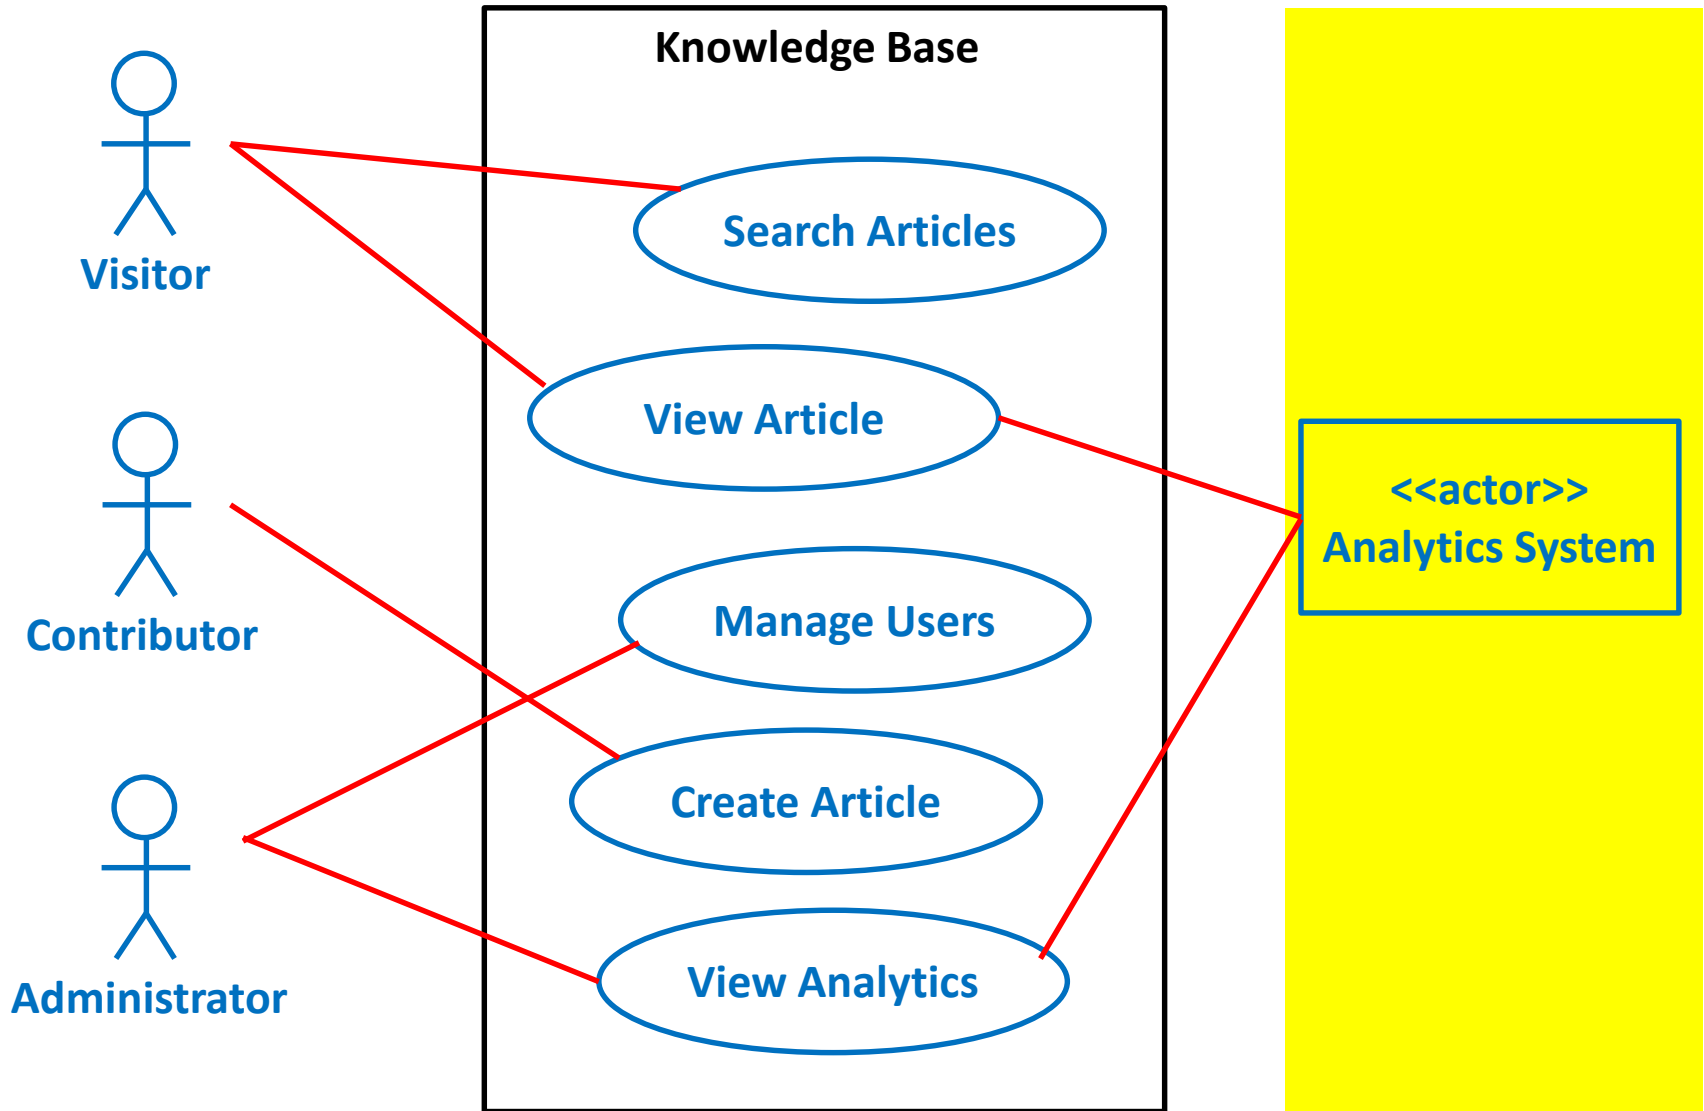 Knowledge Base
Visitor
Search Articles
View Article
Contributor
Manage Users
<<actor>>
Analytics System
Create Article
Administrator
View Analytics